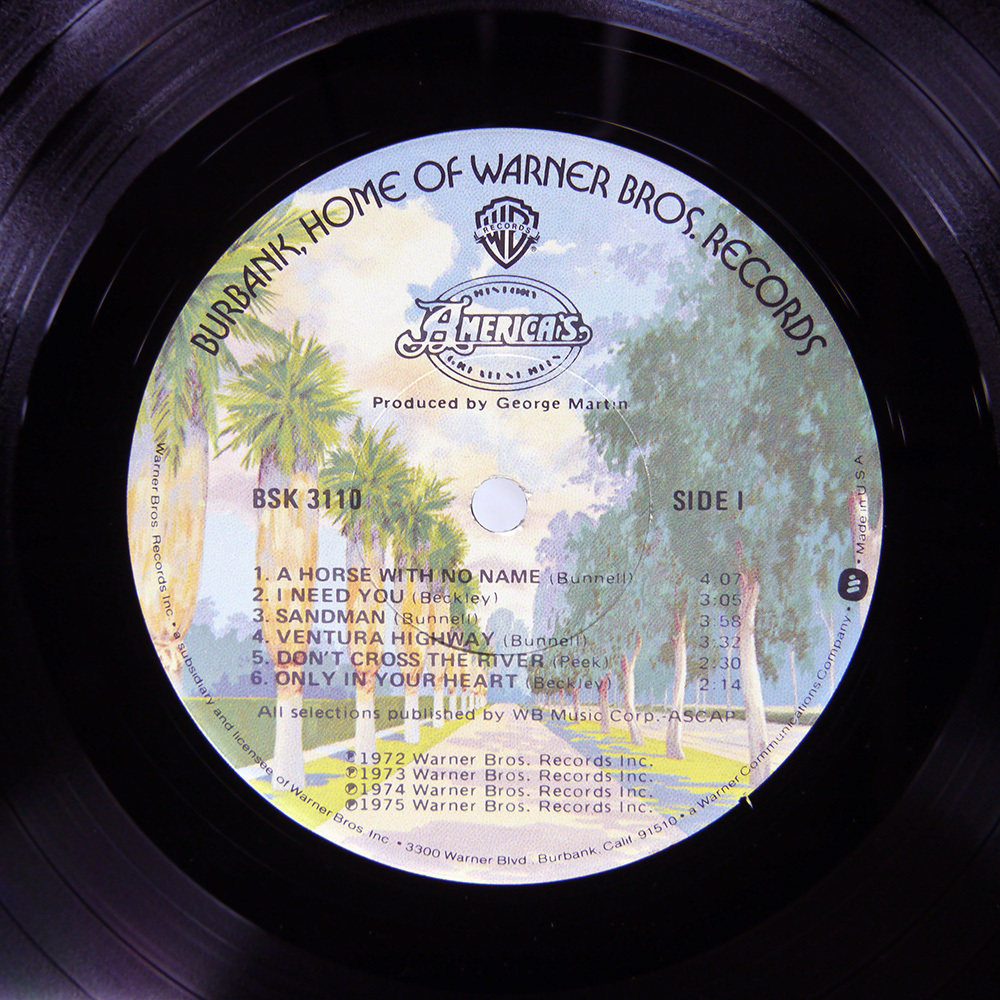 BURBANK, HOME OF WARNER BROS. RECORDS
WB
RECORDS
HISTORY
AMERICA'S
GREATEST HITS
Produced by George Martin
BSK 3110
SIDE 1
1. A HORSE WITH NO NAME (Bunnell) 4:07
2. I NEED YOU (Beckley) 3:05
3. SANDMAN (Bunnell) 3:58
4. VENTURA HIGHWAY (Bunnell) 3:32
5. DON'T CROSS THE RIVER (Peek) 2:30
6. ONLY IN YOUR HEART (Beckley) 2:14
All selections published by WB Music Corp.-ASCAP
℗1972 Warner Bros. Records Inc.
℗1973 Warner Bros. Records Inc.
℗1974 Warner Bros. Records Inc.
℗1975 Warner Bros. Records Inc.
Warner Bros. Records Inc. • a subsidiary and licensee of Warner Bros. Inc. • 3300 Warner Blvd., Burbank, Calif. 91510 • a Warner Communications Company • Made in U.S.A.